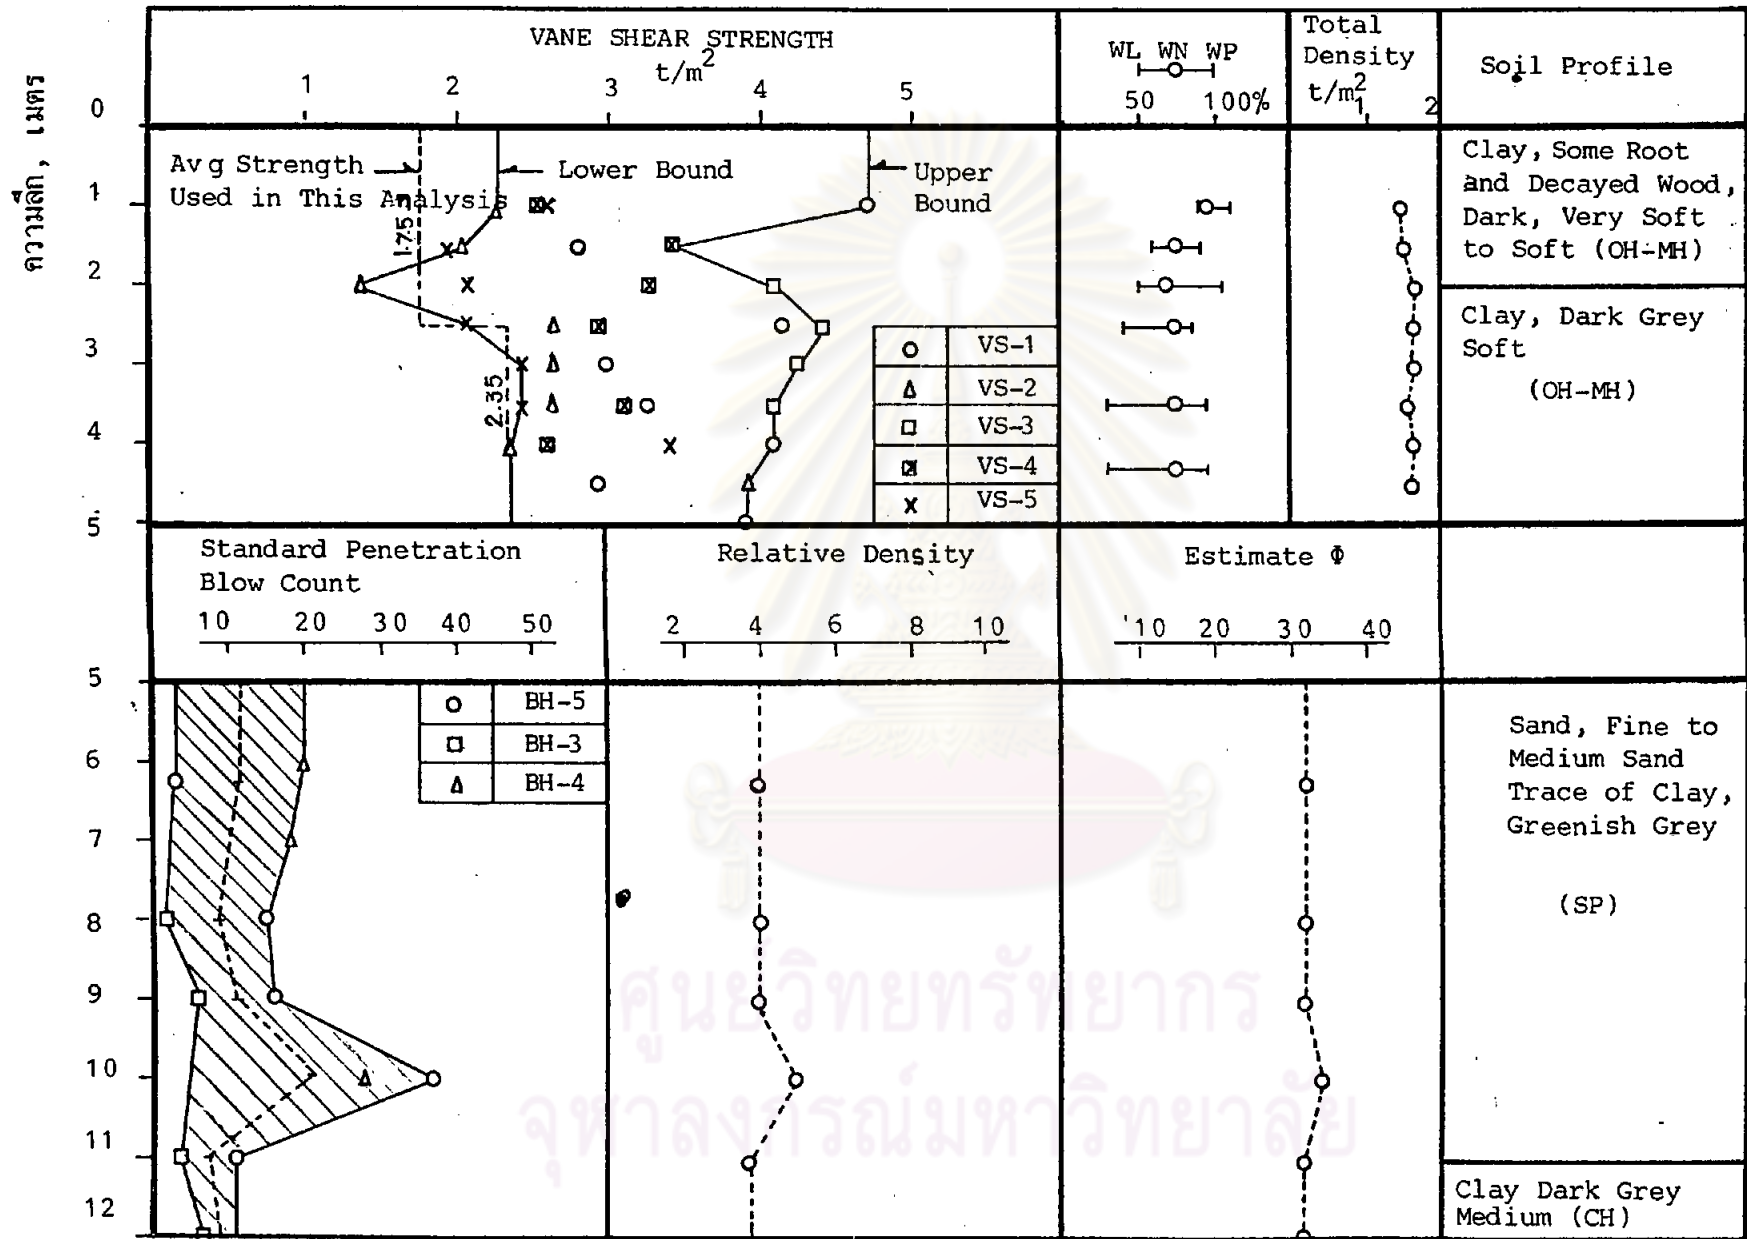 VANE SHEAR STRENGTH
t/m2
1 2 3 4 5
WL WN WP
50 100%
Total
Density
t/m2
1 2
Soil Profile
ความลึก, เมตร
0
1
2
3
4
5
Avg Strength
Used in This Analysis
Lower Bound
Upper
Bound
1.75
2.35
VS-1
VS-2
VS-3
VS-4
VS-5
Clay, Some Root
and Decayed Wood,
Dark, Very Soft
to Soft (OH-MH)
Clay, Dark Grey
Soft
(OH-MH)
Standard Penetration
Blow Count
10 20 30 40 50
Relative Density
2 4 6 8 10
Estimate Φ
10 20 30 40
5
6
7
8
9
10
11
12
BH-5
BH-3
BH-4
Sand, Fine to
Medium Sand
Trace of Clay,
Greenish Grey
(SP)
Clay Dark Grey
Medium (CH)
ศูนย์วิทยทรัพยากร
จุฬาลงกรณ์มหาวิทยาลัย